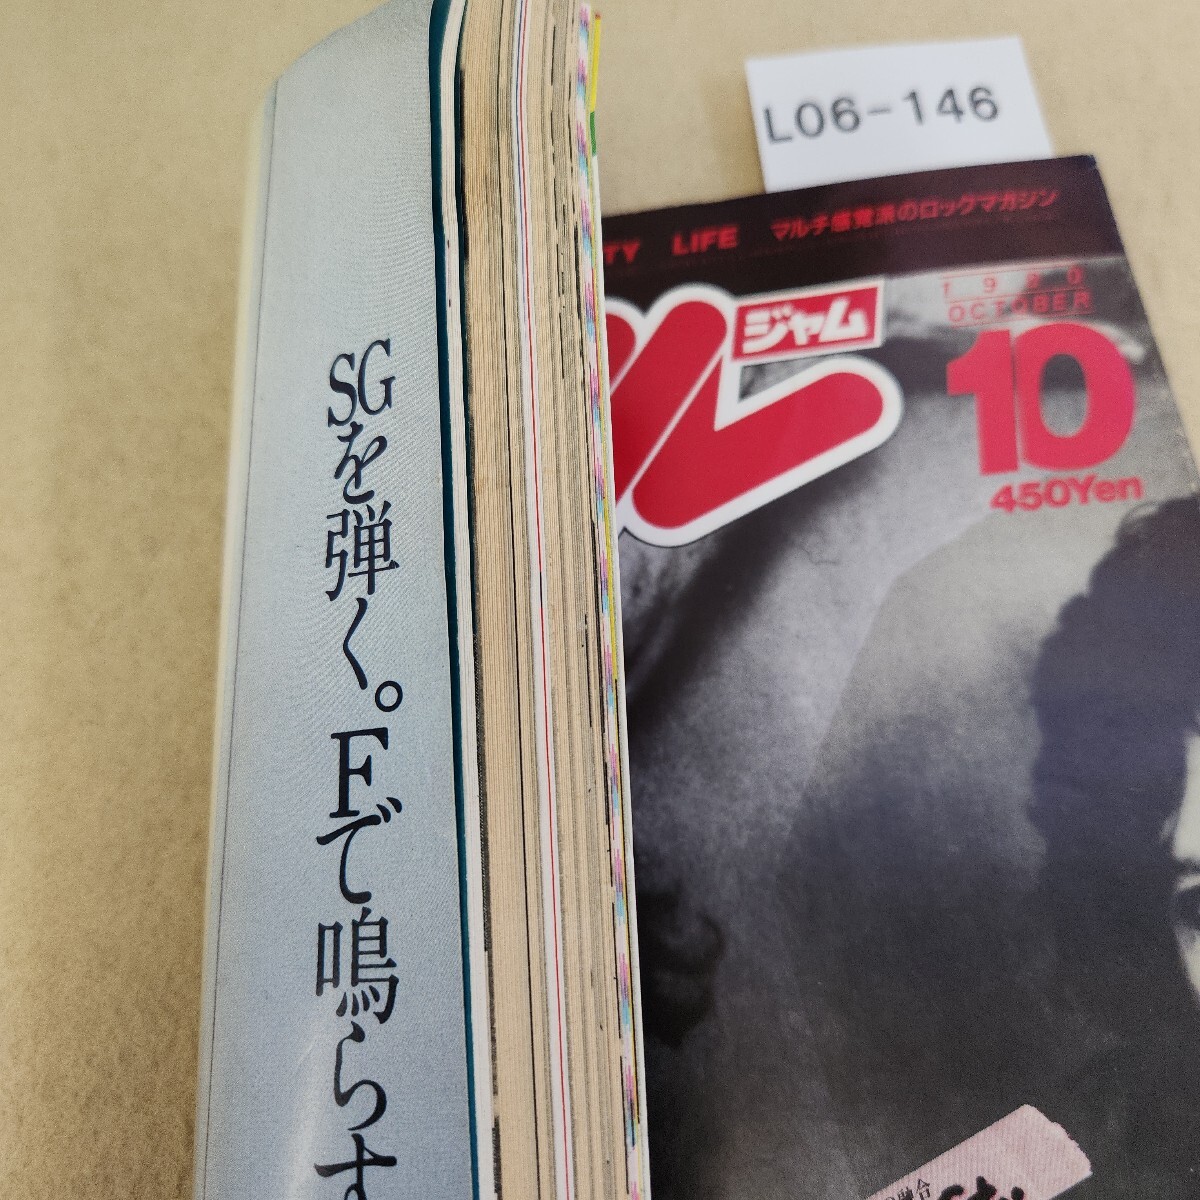 L06-146
TY LIFE マルチ感覚派のロックマガジン
ジャム
1980
OCTOBER
10
450Yen
SGを弾く。Fで鳴らす